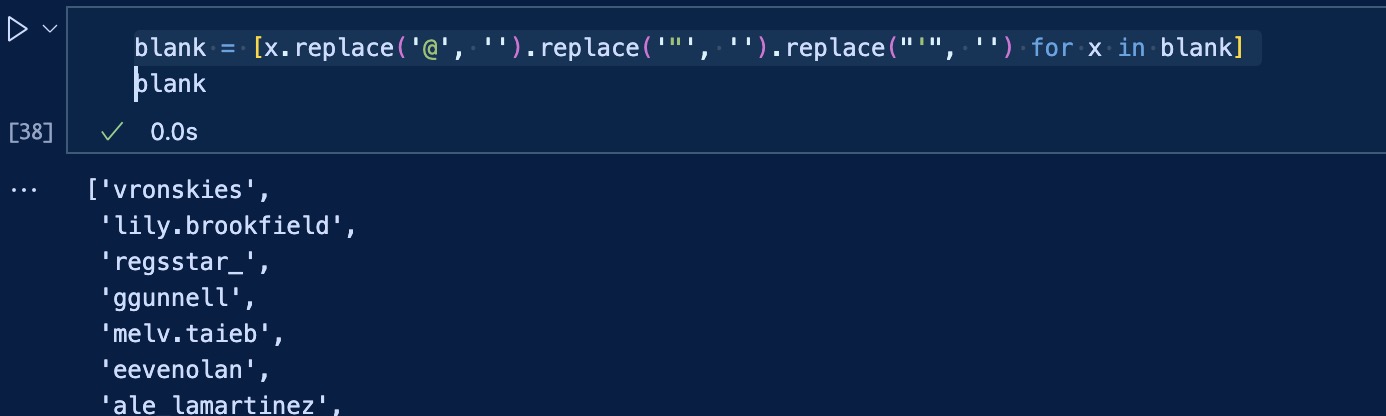 blank = [x.replace('@', '').replace('"', '').replace("'", '') for x in blank]
blank
[38] 0.0s
... ['vronskies',
'lily.brookfield',
'regsstar_',
'ggunnell',
'melv.taieb',
'eevenolan',
'ale_lamartinez',